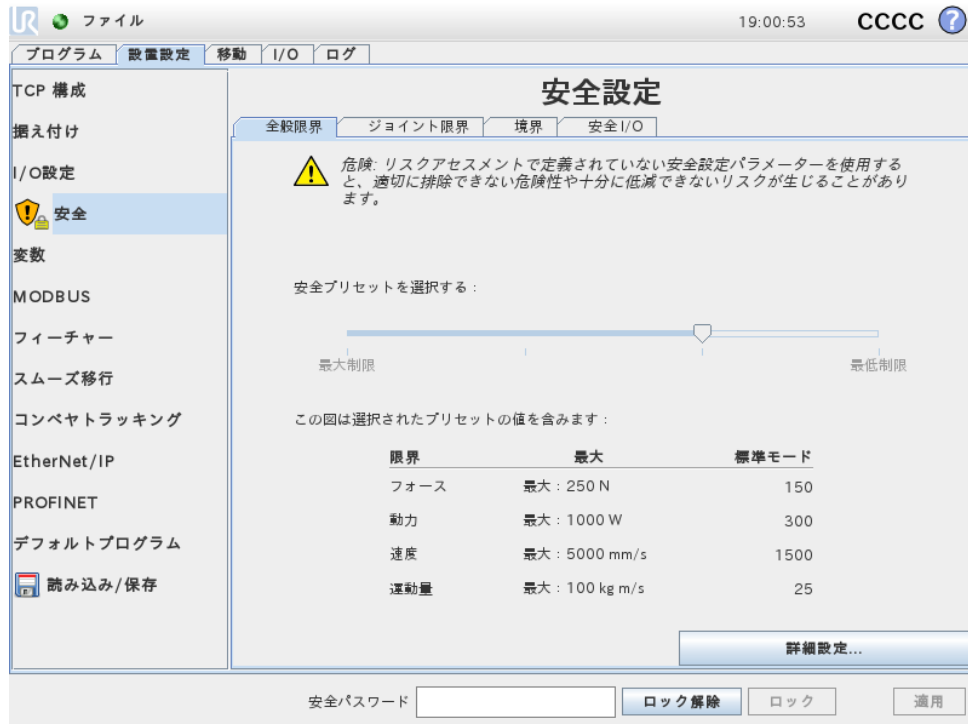 UR ファイル 19:00:53 CCCC ?
プログラム 設置設定 移動 I/O ログ
TCP 構成
据え付け
I/O設定
安全
変数
MODBUS
フィーチャー
スムーズ移行
コンベヤトラッキング
EtherNet/IP
PROFINET
デフォルトプログラム
読み込み/保存
安全設定
全般限界 ジョイント限界 境界 安全I/O
危険: リスクアセスメントで定義されていない安全設定パラメーターを使用する
と、適切に排除できない危険性や十分に低減できないリスクが生じることがあり
ます。
安全プリセットを選択する :
最大制限 最低制限
この図は選択されたプリセットの値を含みます :
限界 最大 標準モード
フォース 最大 : 250 N 150
動力 最大 : 1000 W 300
速度 最大 : 5000 mm/s 1500
運動量 最大 : 100 kg m/s 25
詳細設定...
安全パスワード ロック解除 ロック 適用